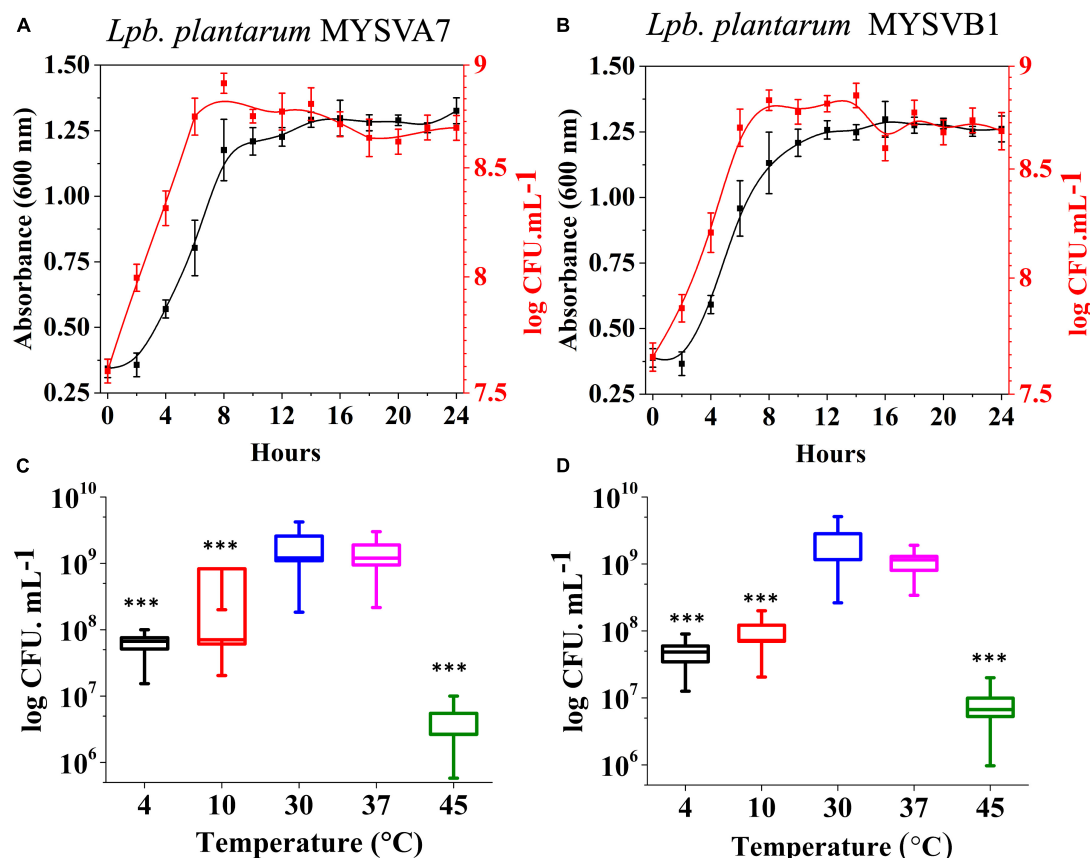 A
Lpb. plantarum MYSVA7
1.50
1.25
1.00
0.75
0.50
0.25
Absorbance (600 nm)
9
8.5
8
7.5
log CFU.mL-1
0 4 8 12 16 20 24
Hours
B
Lpb. plantarum MYSVB1
1.50
1.25
1.00
0.75
0.50
0.25
Absorbance (600 nm)
9
8.5
8
7.5
log CFU.mL-1
0 4 8 12 16 20 24
Hours
C
10^10
10^9
10^8
10^7
10^6
log CFU. mL-1
***
***
***
4 10 30 37 45
Temperature (°C)
D
10^10
10^9
10^8
10^7
10^6
log CFU. mL-1
***
***
***
4 10 30 37 45
Temperature (°C)